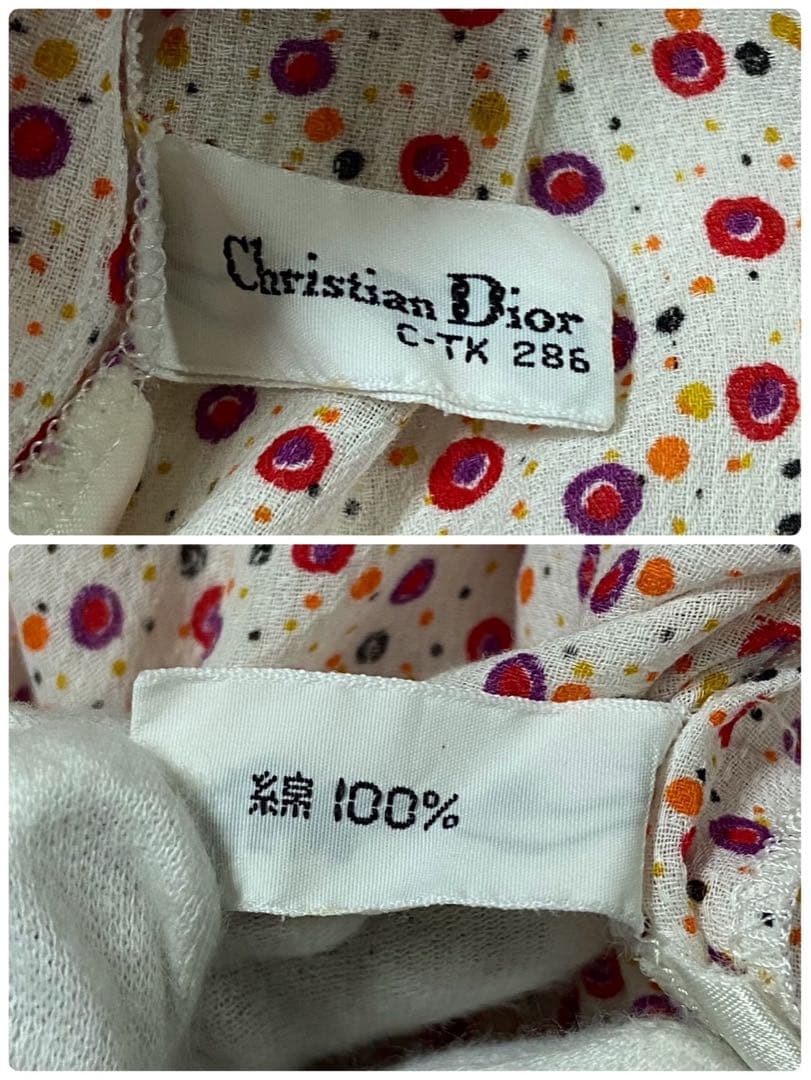 Christian Dior
C-TK 286
綿 100%